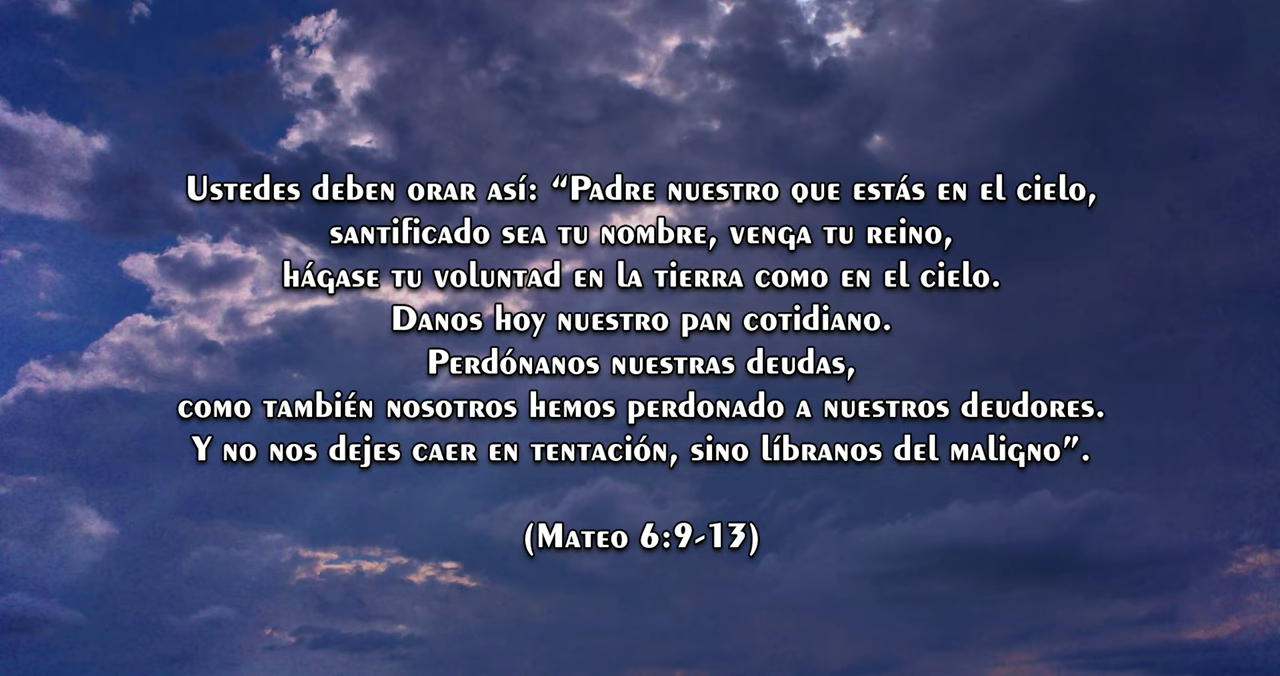 Ustedes deben orar así: “Padre nuestro que estás en el cielo,
santificado sea tu nombre, venga tu reino,
hágase tu voluntad en la tierra como en el cielo.
Danos hoy nuestro pan cotidiano.
Perdónanos nuestras deudas,
como también nosotros hemos perdonado a nuestros deudores.
Y no nos dejes caer en tentación, sino líbranos del maligno”.
(Mateo 6:9-13)